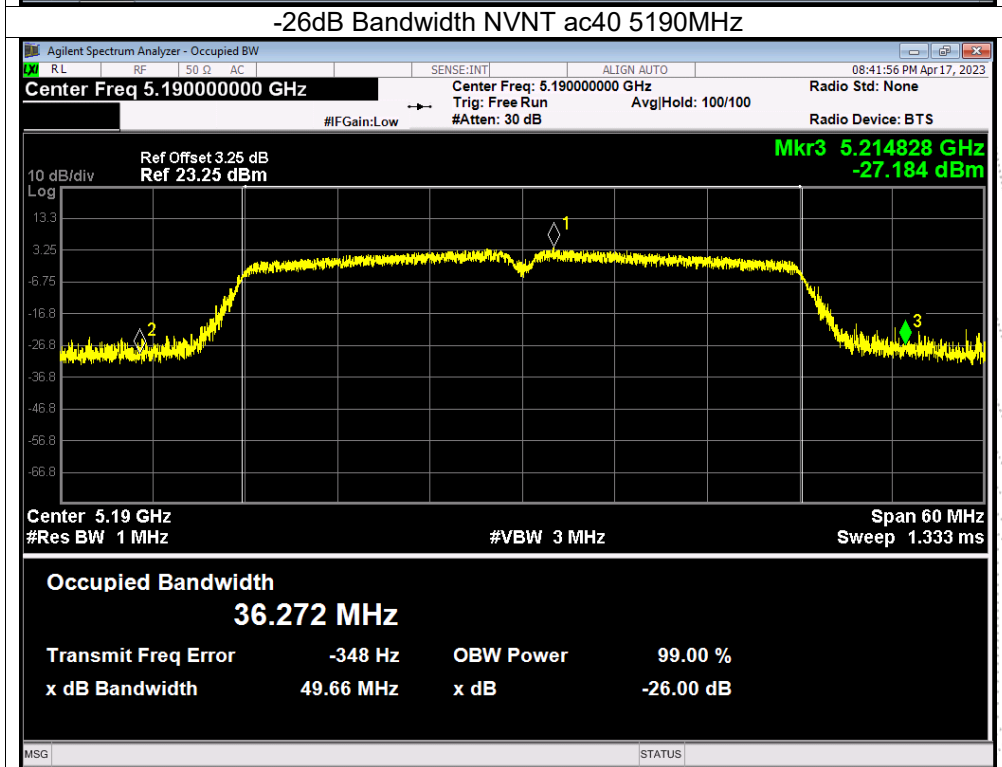 -26dB Bandwidth NVNT ac40 5190MHz
Agilent Spectrum Analyzer - Occupied BW
LXI RL RF 50 Ω AC SENSE:INT ALIGN AUTO 08:41:56 PM Apr 17, 2023
Center Freq 5.190000000 GHz Center Freq: 5.190000000 GHz Radio Std: None
Trig: Free Run Avg|Hold: 100/100
#IFGain:Low #Atten: 30 dB Radio Device: BTS
Mkr3 5.214828 GHz
-27.184 dBm
Ref Offset 3.25 dB
10 dB/div Ref 23.25 dBm
Log
13.3
1
3.25
-6.75
-16.8
2
3
-26.8
-36.8
-46.8
-56.8
-66.8
Center 5.19 GHz Span 60 MHz
#Res BW 1 MHz #VBW 3 MHz Sweep 1.333 ms
Occupied Bandwidth
36.272 MHz
Transmit Freq Error -348 Hz OBW Power 99.00 %
x dB Bandwidth 49.66 MHz x dB -26.00 dB
MSG STATUS